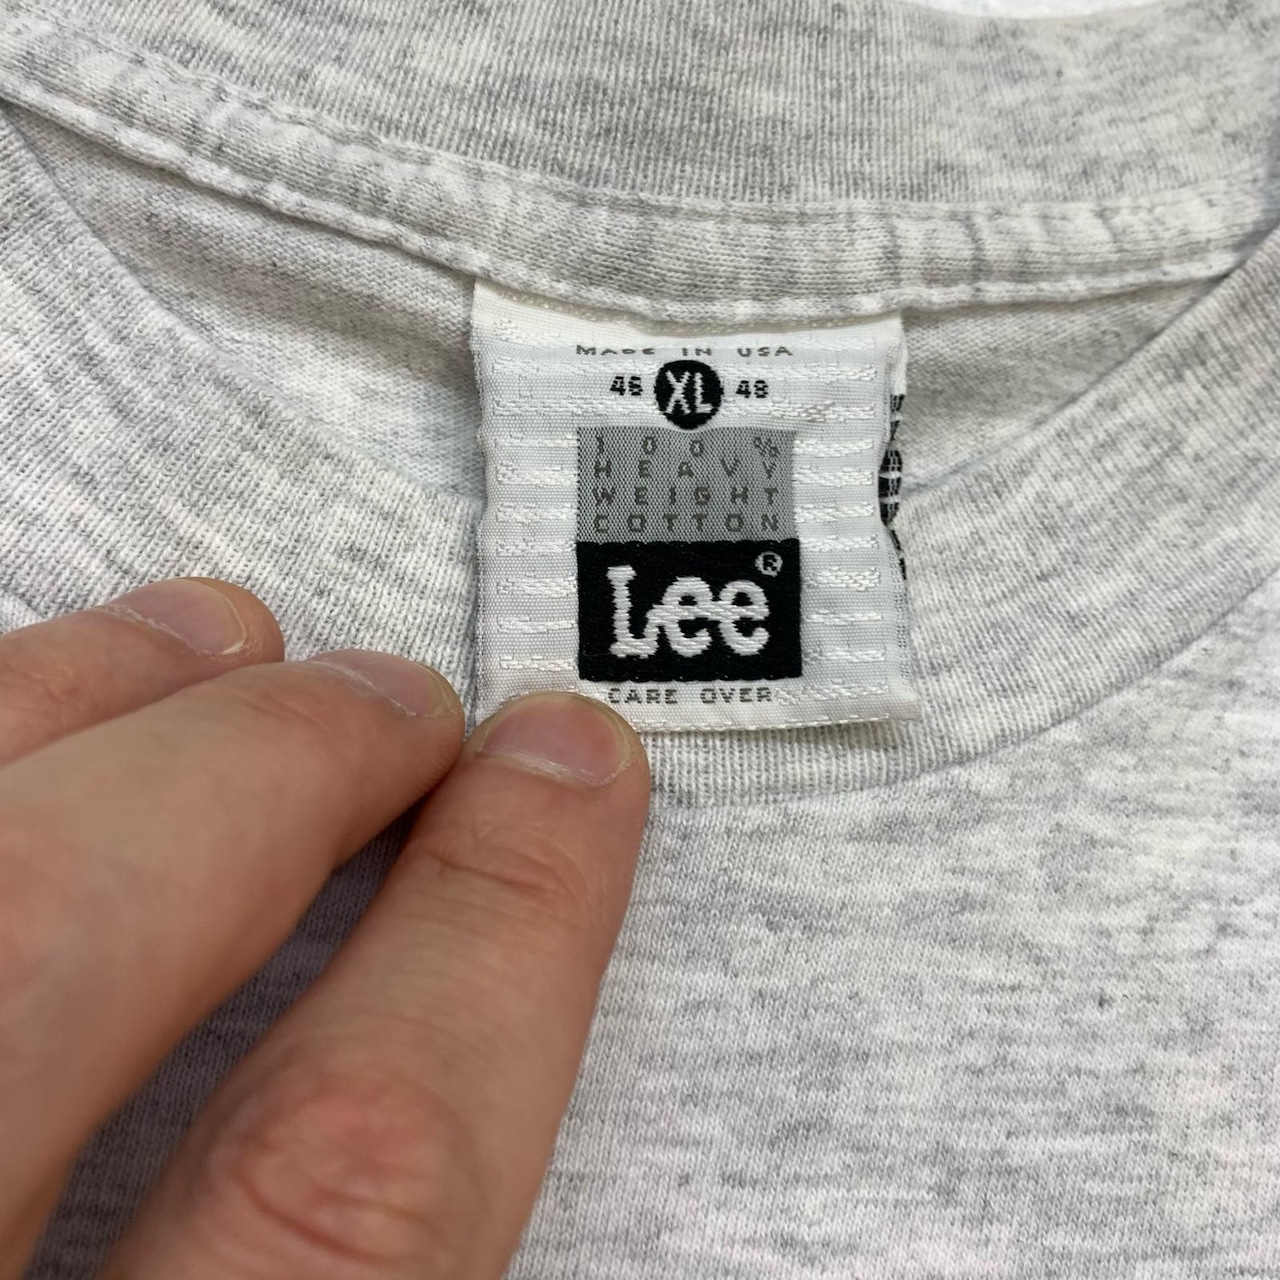 MADE IN USA
46 XL 48
100%
HEAVY
WEIGHT
COTTON
Lee®
CARE OVER